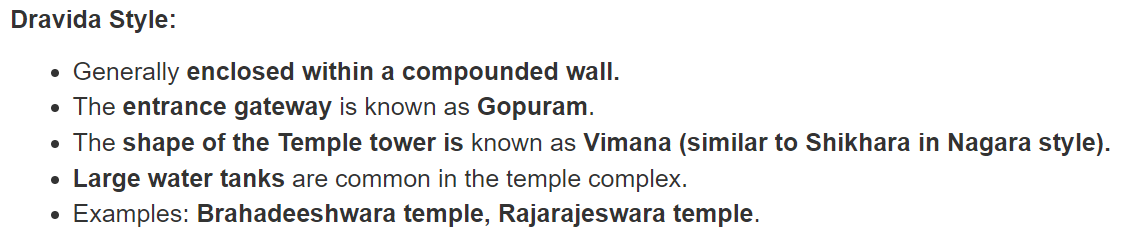 Dravida Style:
• Generally enclosed within a compounded wall.
• The entrance gateway is known as Gopuram.
• The shape of the Temple tower is known as Vimana (similar to Shikhara in Nagara style).
• Large water tanks are common in the temple complex.
• Examples: Brahadeeshwara temple, Rajarajeswara temple.